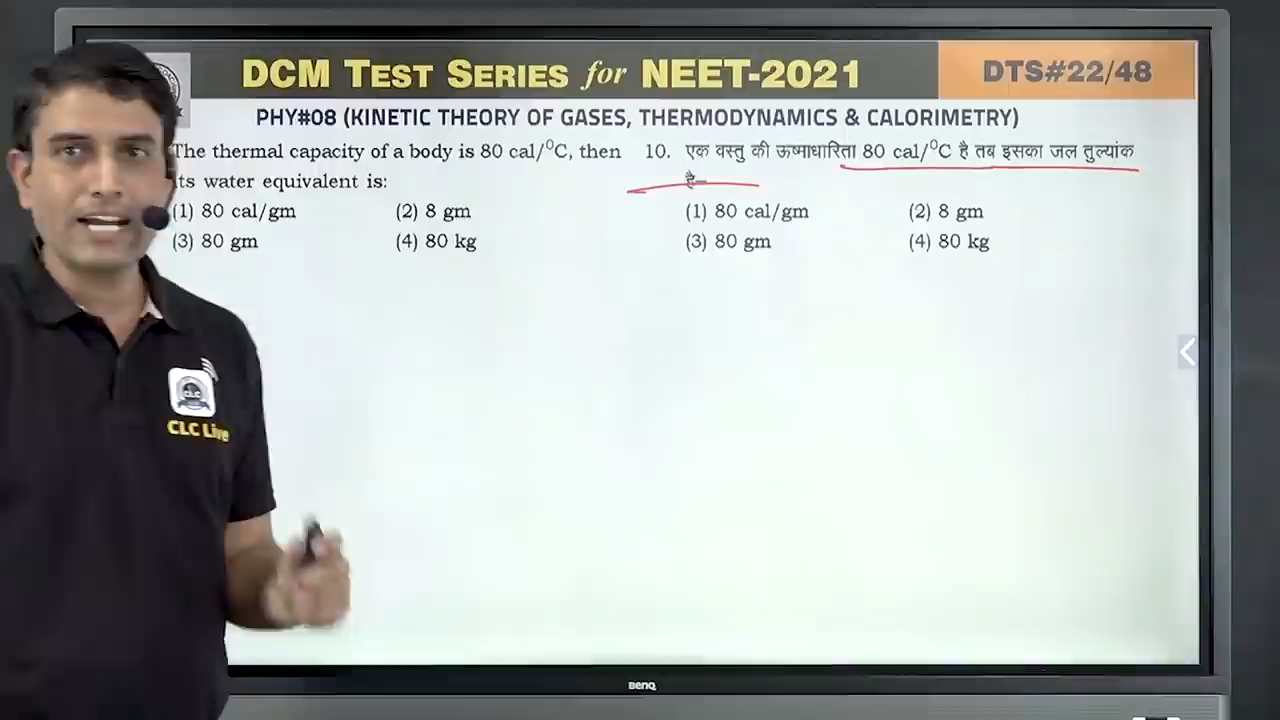 DCM TEST SERIES for NEET-2021
DTS#22/48
PHY#08 (KINETIC THEORY OF GASES, THERMODYNAMICS & CALORIMETRY)
The thermal capacity of a body is 80 cal/⁰C, then
its water equivalent is:
(1) 80 cal/gm (2) 8 gm
(3) 80 gm (4) 80 kg
10. एक वस्तु की ऊष्माधारिता 80 cal/⁰C है तब इसका जल तुल्यांक
है–
(1) 80 cal/gm (2) 8 gm
(3) 80 gm (4) 80 kg
CLC
CLC Live
BenQ